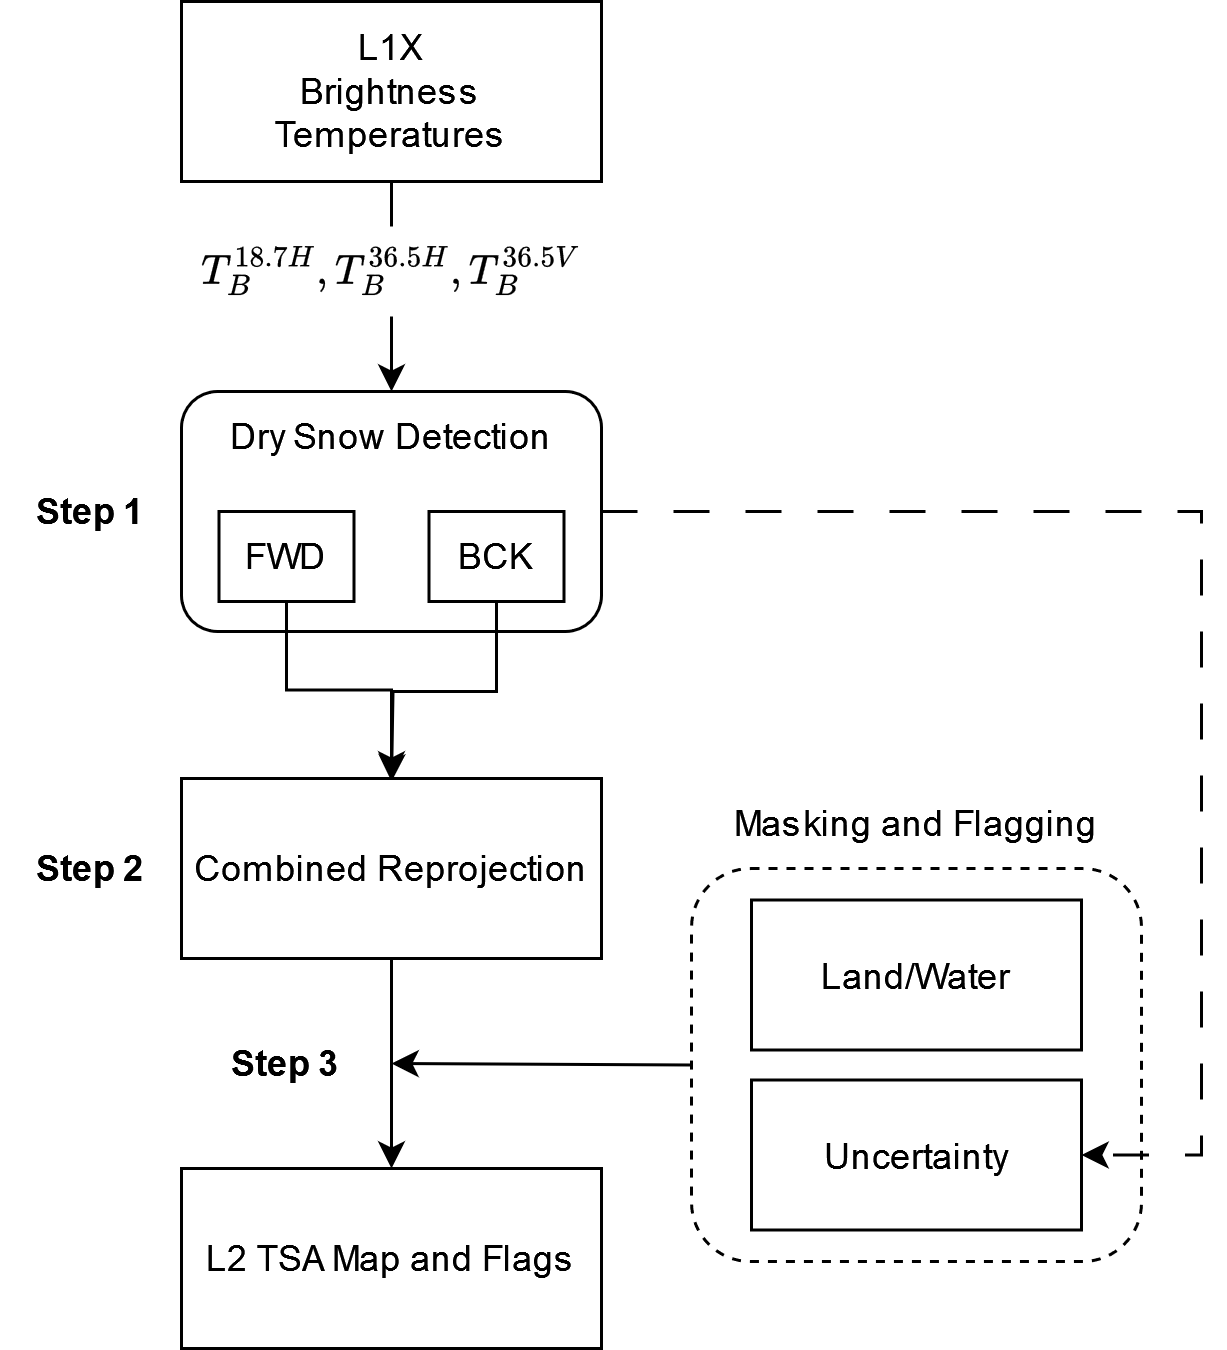 L1X
Brightness
Temperatures
$T_B^{18.7H}, T_B^{36.5H}, T_B^{36.5V}$
Dry Snow Detection
Step 1
FWD
BCK
Masking and Flagging
Step 2
Combined Reprojection
Land/Water
Step 3
Uncertainty
L2 TSA Map and Flags